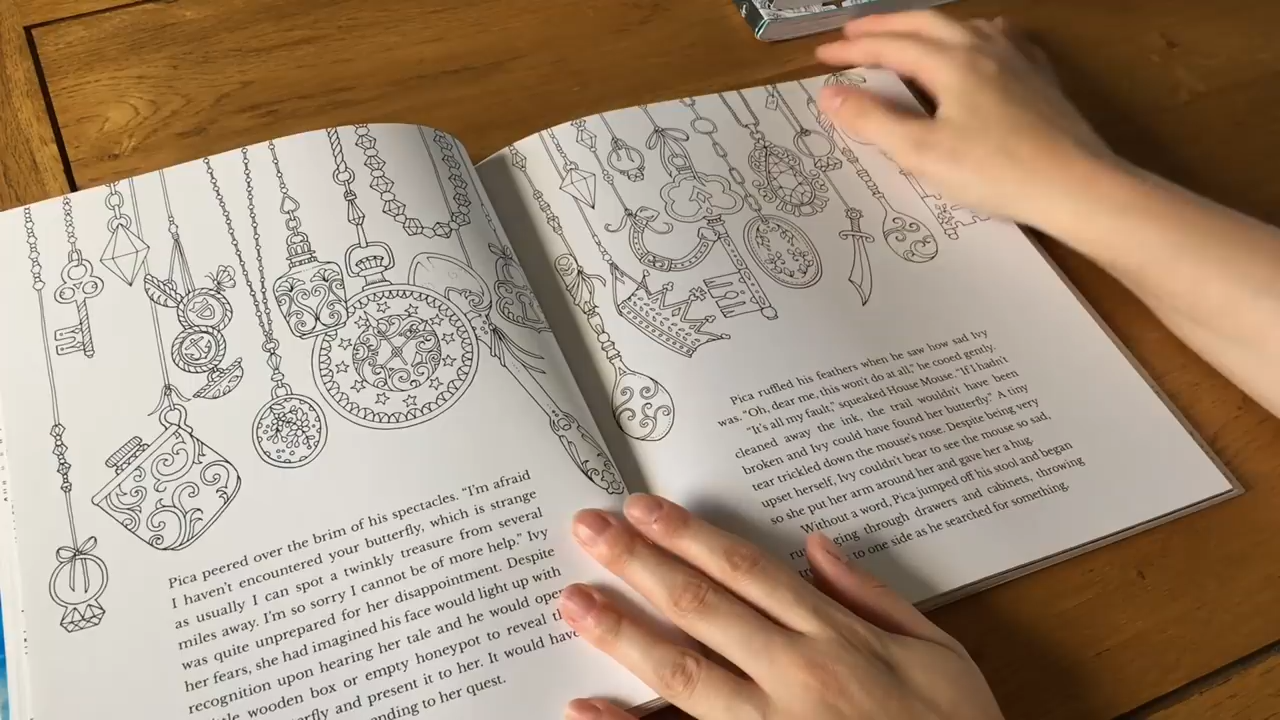 Pica peered over the brim of his spectacles. "I'm afraid
I haven't encountered your butterfly, which is strange
as usually I can spot a twinkly treasure from several
miles away. I'm so sorry I cannot be of more help." Ivy
was quite unprepared for her disappointment. Despite
her fears, she had imagined his face would light up with
recognition upon hearing her tale and he would open
wooden box or empty honeypot to reveal
and present it to her. It would have
to her quest.
Pica ruffled his feathers when he saw how sad Ivy
was. "Oh, dear me, this won't do at all," he cooed gently.
"It's all my fault," squeaked House Mouse. "If I hadn't
cleaned away the ink, the trail wouldn't have been
broken and Ivy could have found her butterfly." A tiny
tear trickled down the mouse's nose. Despite being very
upset herself, Ivy couldn't bear to see the mouse so sad,
so she put her arm around her and gave her a hug.
Without a word, Pica jumped off his stool and began
through drawers and cabinets, throwing
to one side as he searched for something.